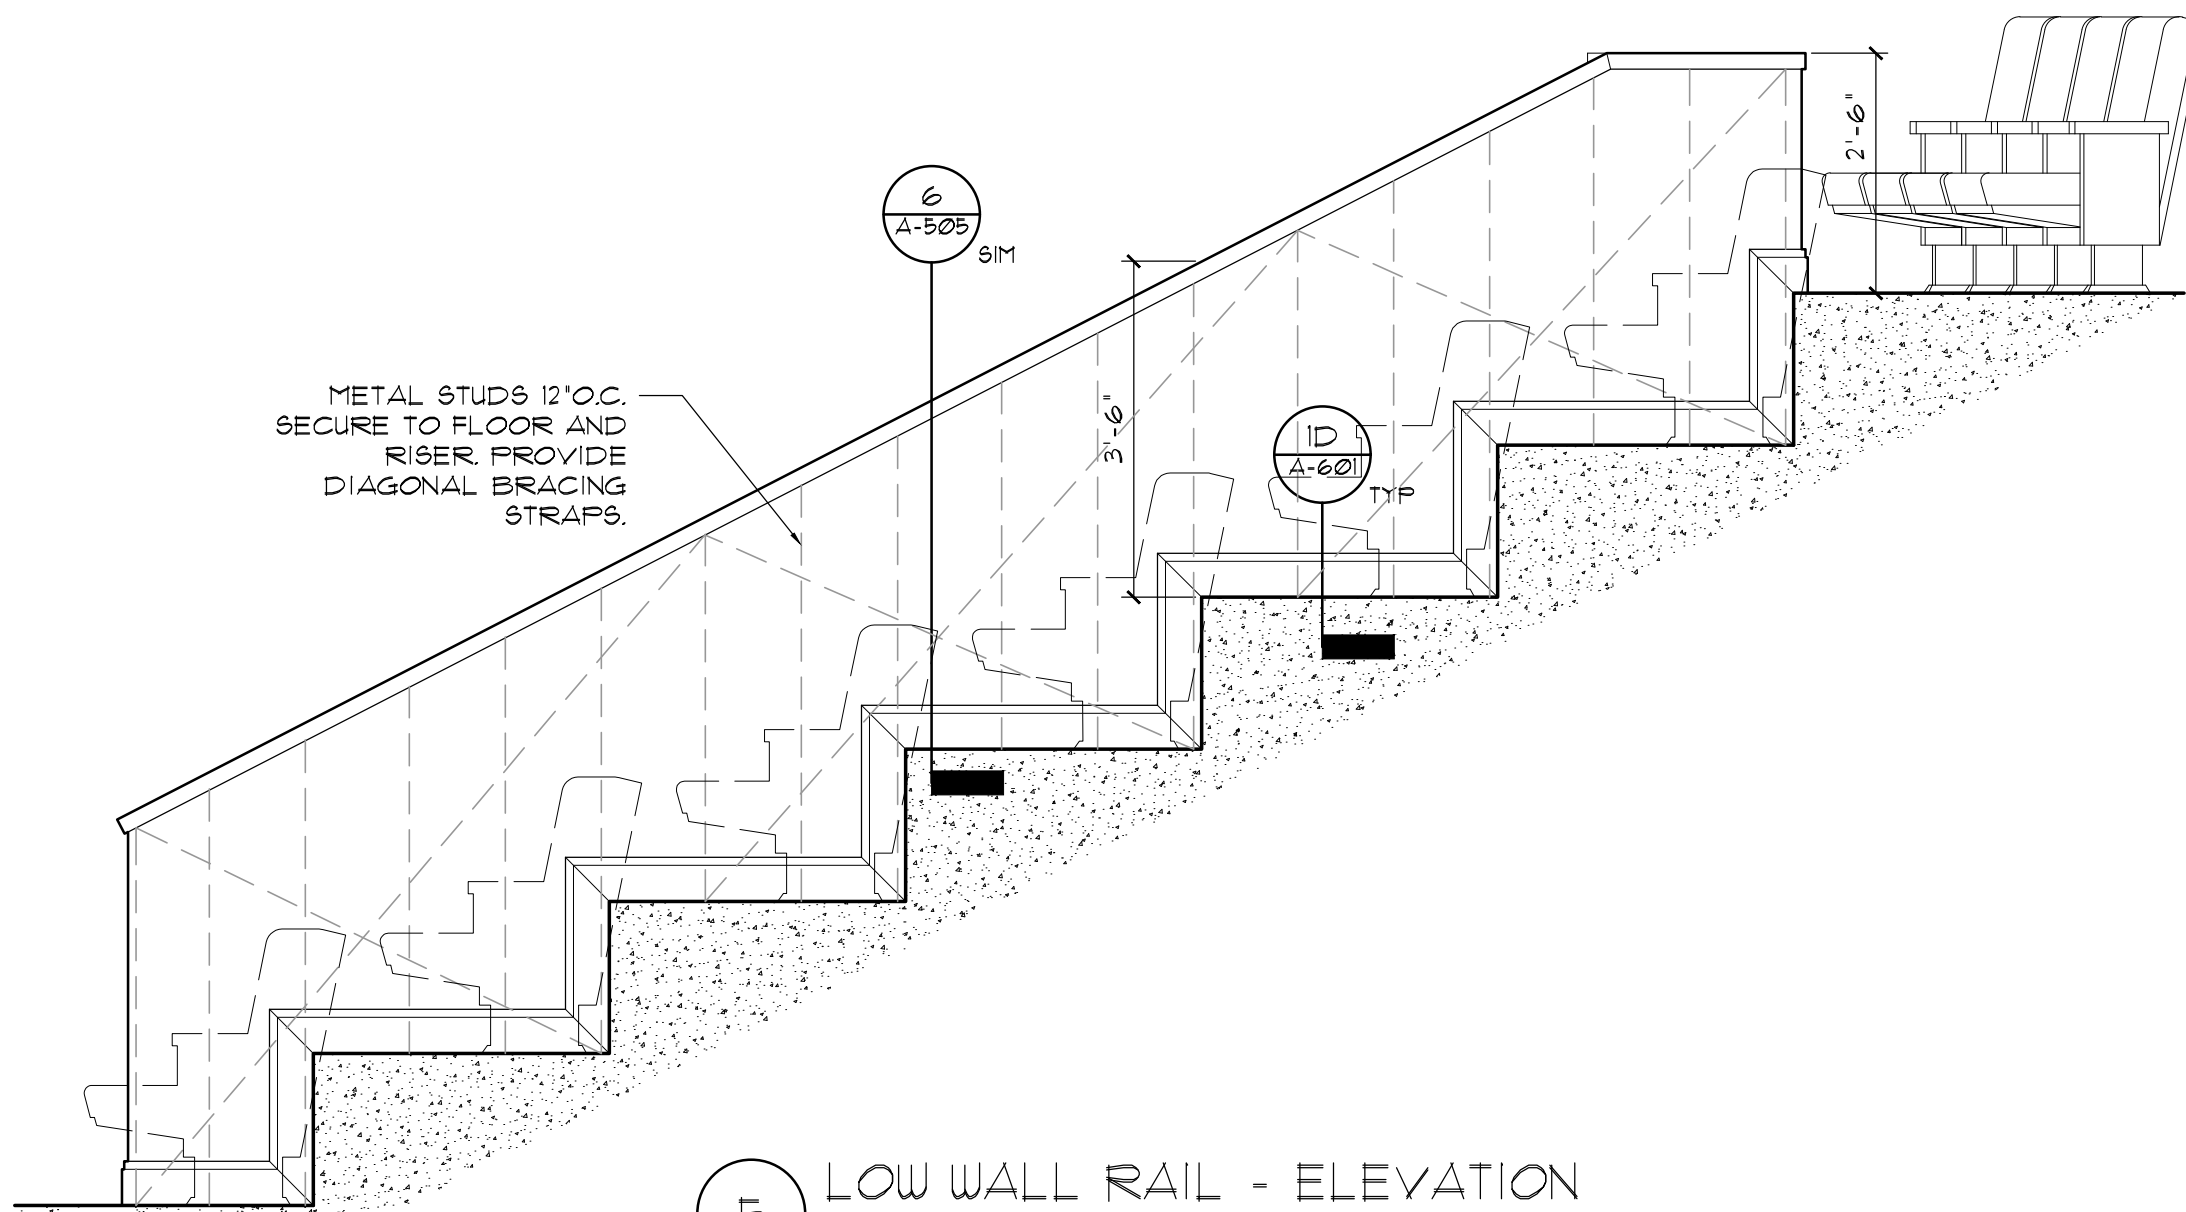 2'-6"
6
A-505
SIM
3'-6"
METAL STUDS 12"O.C.
SECURE TO FLOOR AND
RISER. PROVIDE
DIAGONAL BRACING
STRAPS.
1D
A-601
TYP
LOW WALL RAIL - ELEVATION